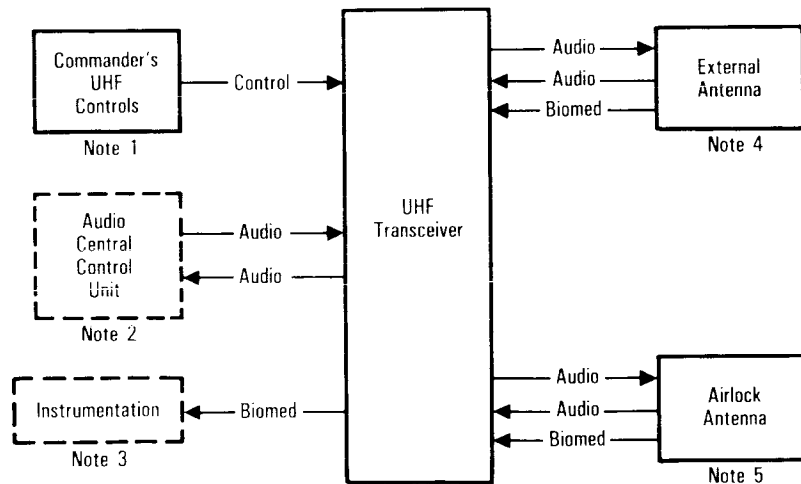 Commander's
UHF
Controls
Note 1
Control
Audio
Central
Control
Unit
Note 2
Audio
Audio
Instrumentation
Note 3
Biomed
UHF
Transceiver
Audio
Audio
Biomed
External
Antenna
Note 4
Audio
Audio
Biomed
Airlock
Antenna
Note 5